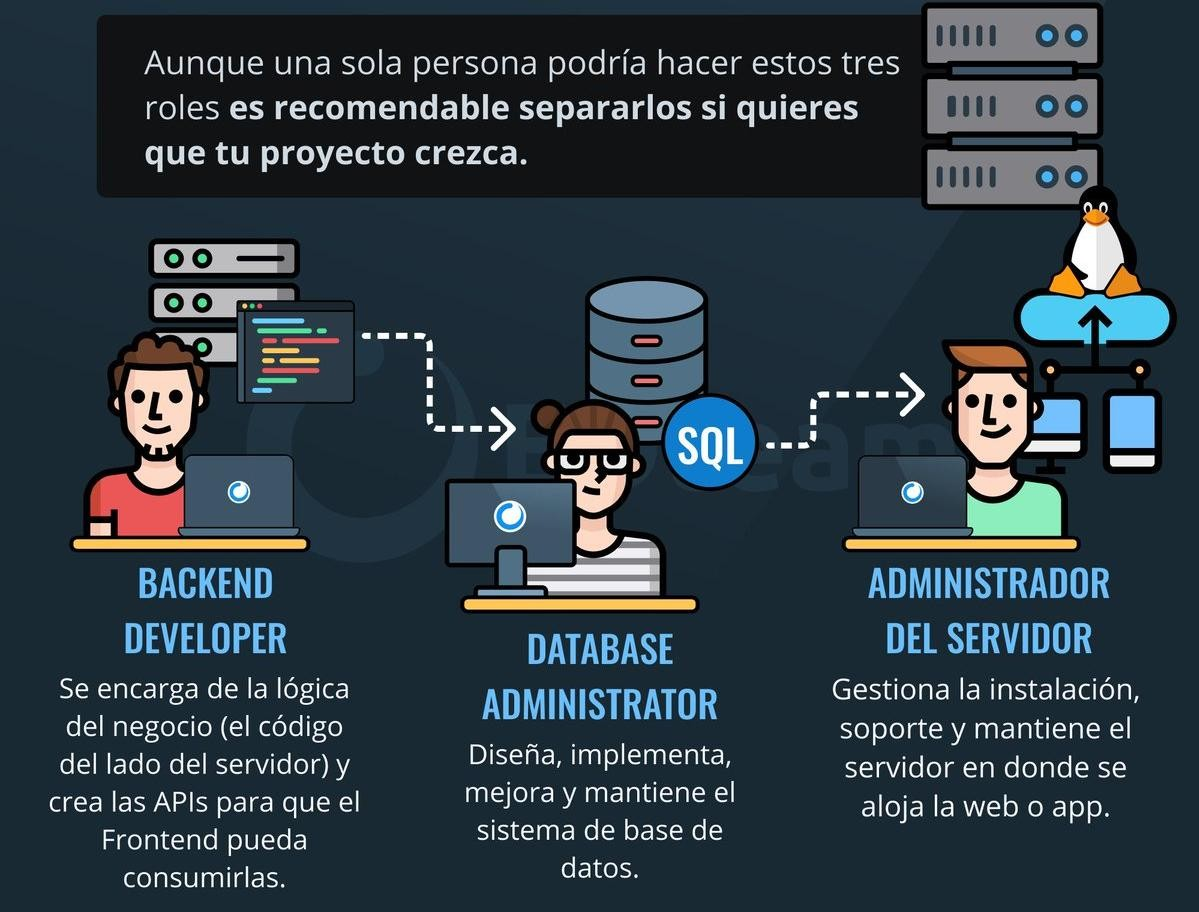 Aunque una sola persona podría hacer estos tres
roles es recomendable separarlos si quieres
que tu proyecto crezca.
SQL
BACKEND
DEVELOPER
Se encarga de la lógica
del negocio (el código
del lado del servidor) y
crea las APIs para que el
Frontend pueda
consumirlas.
DATABASE
ADMINISTRATOR
Diseña, implementa,
mejora y mantiene el
sistema de base de
datos.
ADMINISTRADOR
DEL SERVIDOR
Gestiona la instalación,
soporte y mantiene el
servidor en donde se
aloja la web o app.